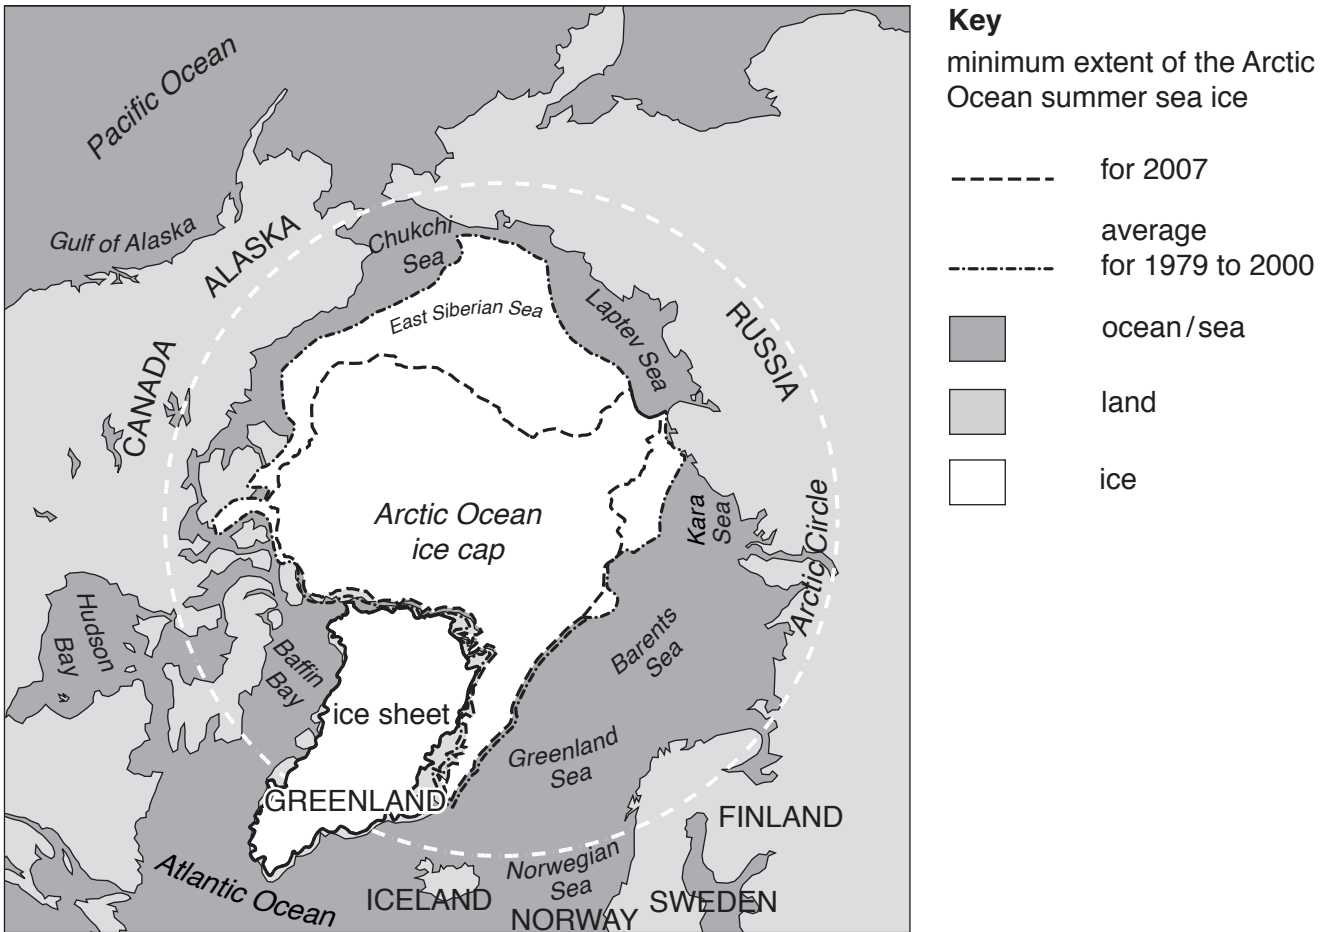 Pacific Ocean
Gulf of Alaska
ALASKA
Chukchi
Sea
East Siberian Sea
Laptev Sea
RUSSIA
CANADA
Arctic Ocean
ice cap
Kara
Sea
Arctic Circle
Hudson
Bay
Baffin
Bay
Barents
Sea
ice sheet
Greenland
Sea
GREENLAND
FINLAND
Atlantic Ocean
ICELAND
Norwegian
Sea
NORWAY
SWEDEN
Key
minimum extent of the Arctic
Ocean summer sea ice
for 2007
average
for 1979 to 2000
ocean/sea
land
ice